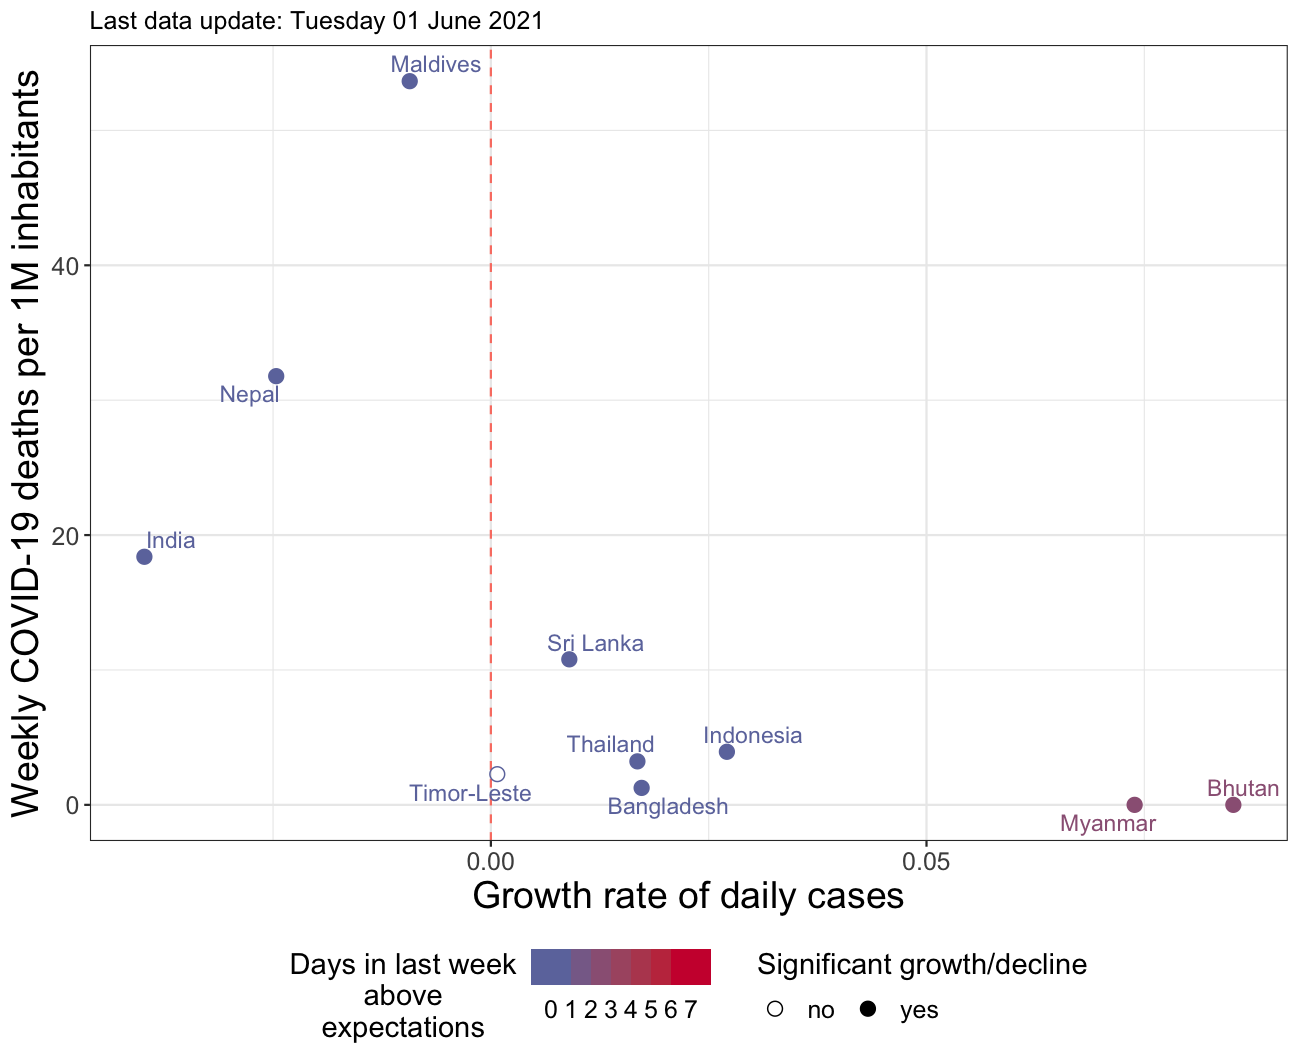 Last data update: Tuesday 01 June 2021
Weekly COVID-19 deaths per 1M inhabitants
Maldives
40
Nepal
20
India
Sri Lanka
Indonesia
Thailand
Timor-Leste
Bangladesh
Bhutan
Myanmar
0
0.00 0.05
Growth rate of daily cases
Days in last week
above
expectations
0 1 2 3 4 5 6 7
Significant growth/decline
no yes